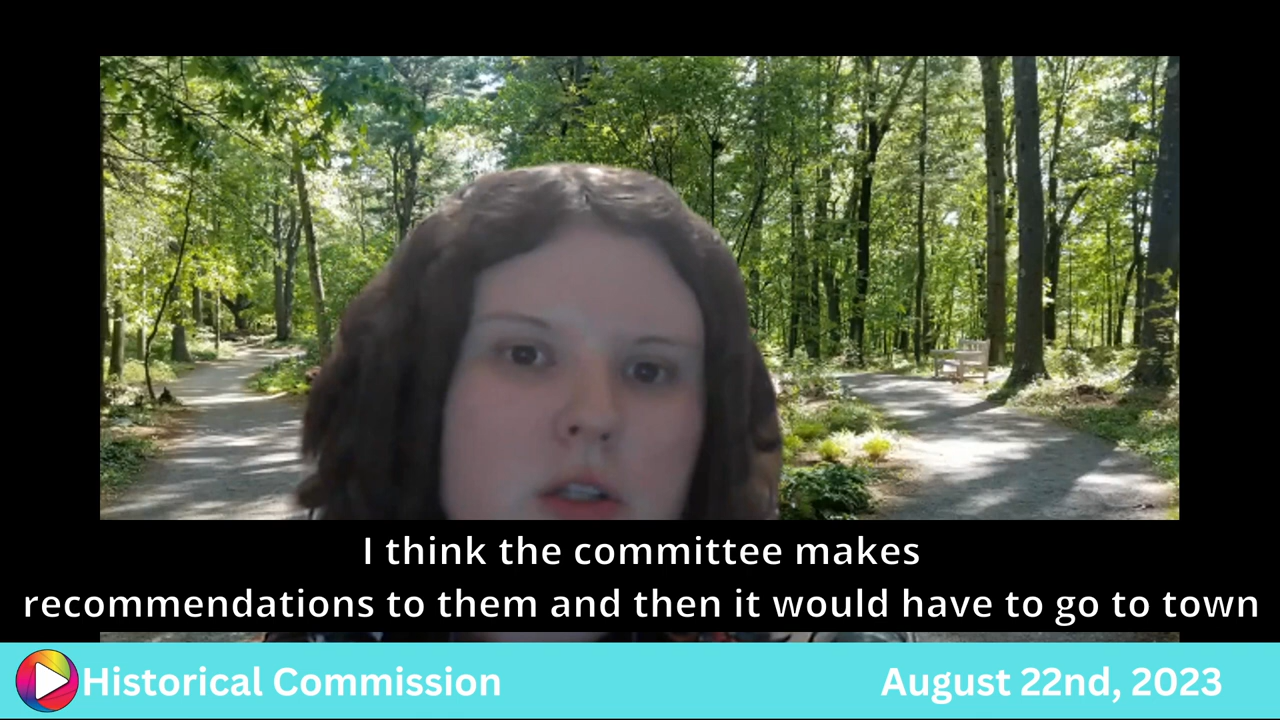 I think the committee makes
recommendations to them and then it would have to go to town
Historical Commission
August 22nd, 2023